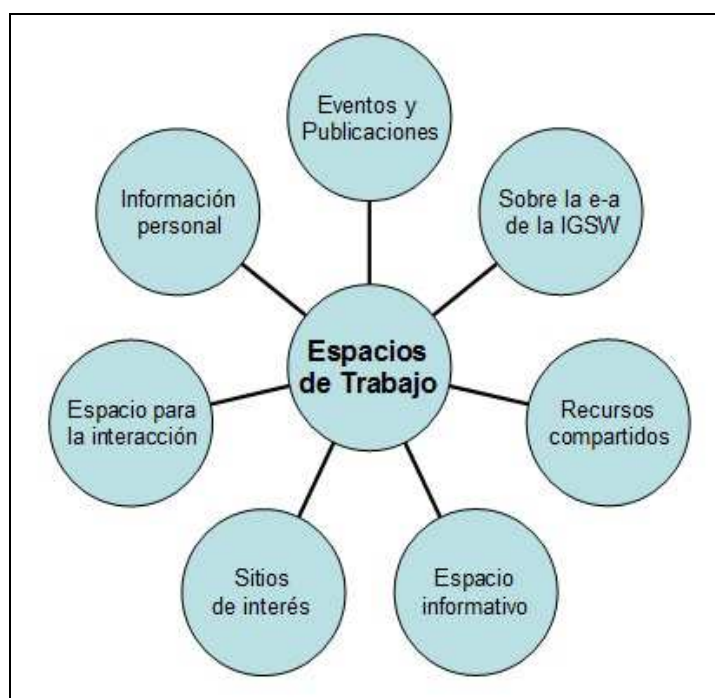 Eventos y
Publicaciones
Sobre la e-a
de la IGSW
Recursos
compartidos
Espacio
informativo
Sitios
de interés
Espacio para
la interacción
Información
personal
Espacios
de Trabajo